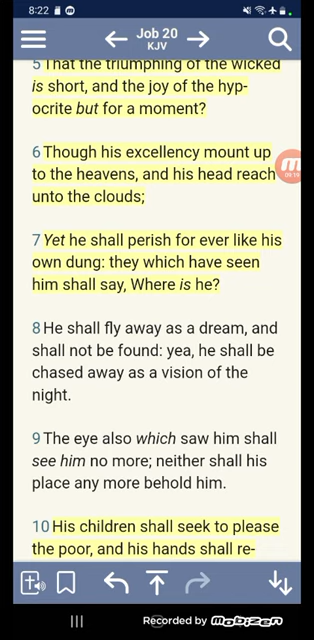 8:22
Job 20
KJV
5 That the triumphing of the wicked
is short, and the joy of the hyp-
ocrite but for a moment?
6 Though his excellency mount up
to the heavens, and his head reach
unto the clouds;
7 Yet he shall perish for ever like his
own dung: they which have seen
him shall say, Where is he?
8 He shall fly away as a dream, and
shall not be found: yea, he shall be
chased away as a vision of the
night.
9 The eye also which saw him shall
see him no more; neither shall his
place any more behold him.
10 His children shall seek to please
the poor, and his hands shall re-
Recorded by mobizen